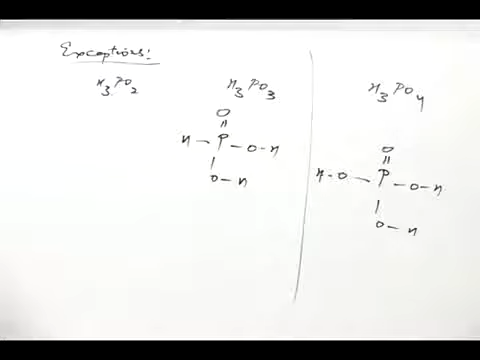 Exceptions:
H3PO2
H3PO3
O
||
H - P - O - H
|
O - H
H3PO4
O
||
H - O - P - O - H
|
O - H